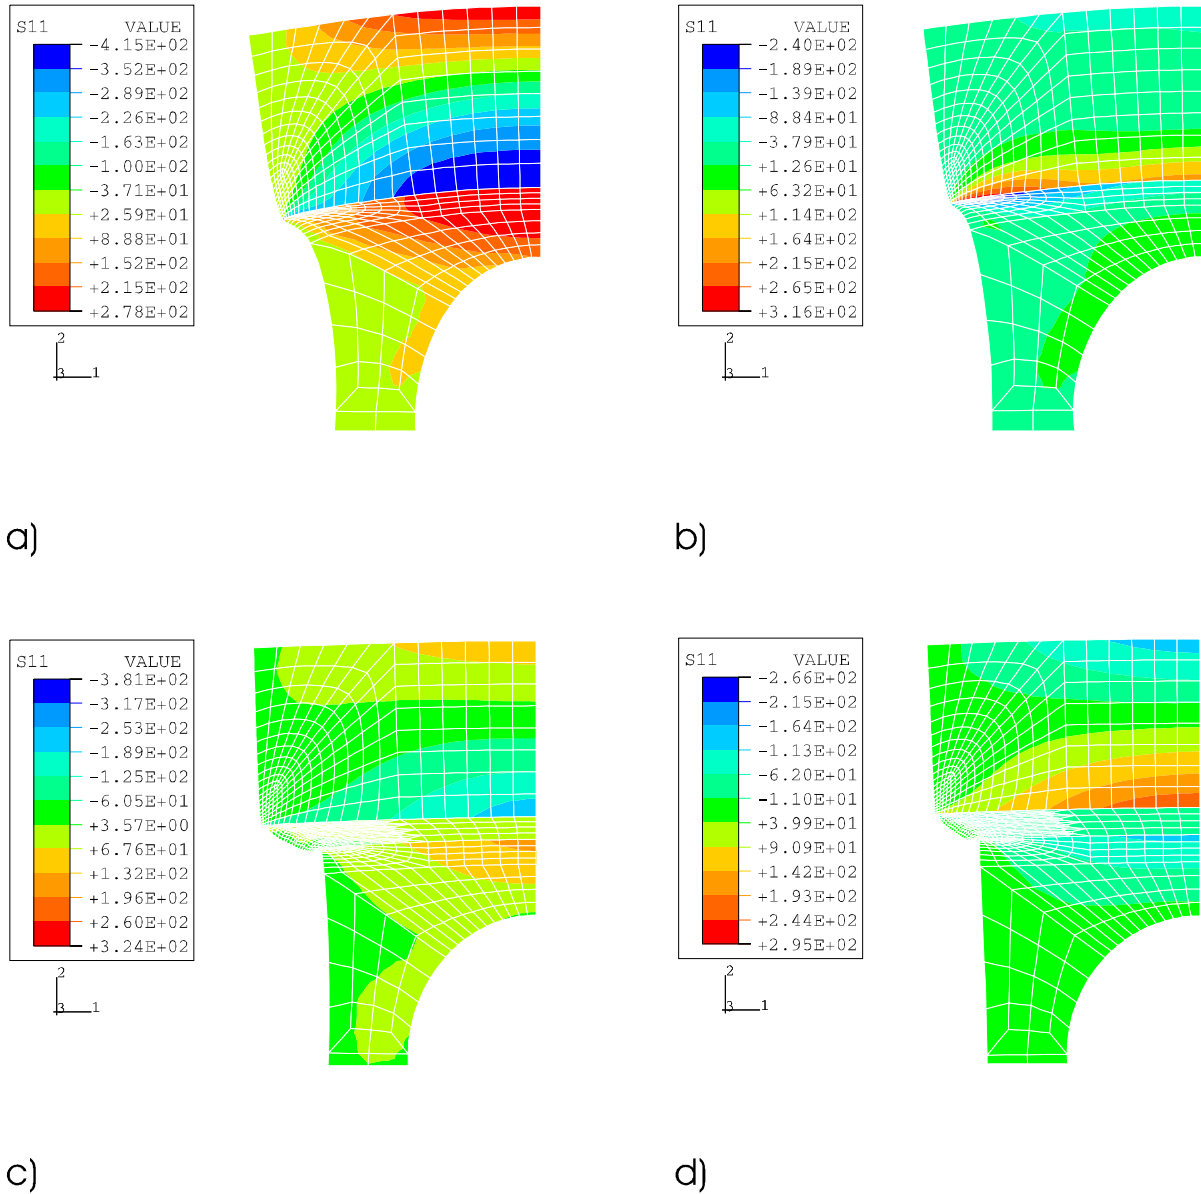 S11 VALUE
-4.15E+02
-3.52E+02
-2.89E+02
-2.26E+02
-1.63E+02
-1.00E+02
-3.71E+01
+2.59E+01
+8.88E+01
+1.52E+02
+2.15E+02
+2.78E+02
2
3 1
a)
S11 VALUE
-2.40E+02
-1.89E+02
-1.39E+02
-8.84E+01
-3.79E+01
+1.26E+01
+6.32E+01
+1.14E+02
+1.64E+02
+2.15E+02
+2.65E+02
+3.16E+02
2
3 1
b)
S11 VALUE
-3.81E+02
-3.17E+02
-2.53E+02
-1.89E+02
-1.25E+02
-6.05E+01
+3.57E+00
+6.76E+01
+1.32E+02
+1.96E+02
+2.60E+02
+3.24E+02
2
3 1
c)
S11 VALUE
-2.66E+02
-2.15E+02
-1.64E+02
-1.13E+02
-6.20E+01
-1.10E+01
+3.99E+01
+9.09E+01
+1.42E+02
+1.93E+02
+2.44E+02
+2.95E+02
2
3 1
d)